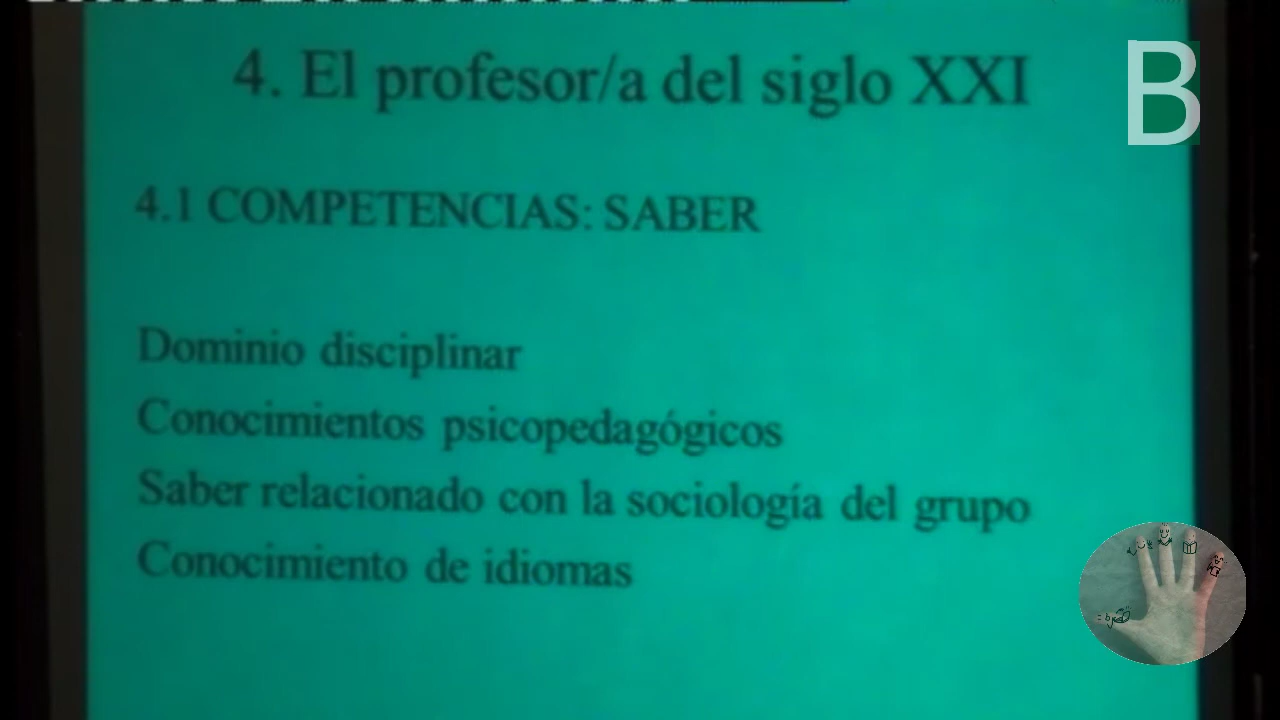 4. El profesor/a del siglo XXI
B
4.1 COMPETENCIAS: SABER
Dominio disciplinar
Conocimientos psicopedagógicos
Saber relacionado con la sociología del grupo
Conocimiento de idiomas